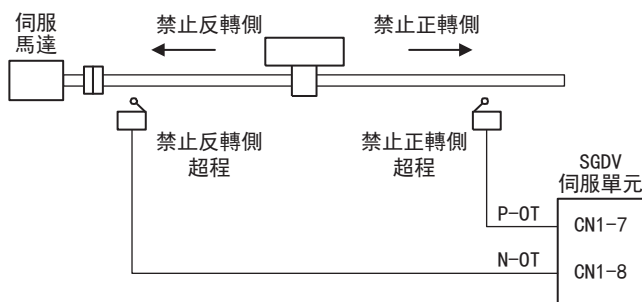 伺服
馬達
禁止反轉側
禁止正轉側
禁止反轉側
超程
禁止正轉側
超程
SGDV
伺服單元
P-OT
CN1-7
N-OT
CN1-8